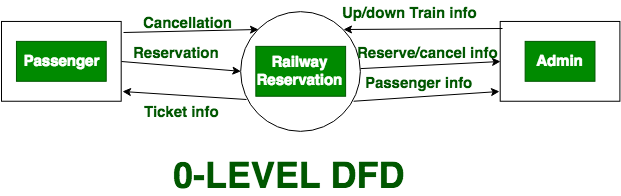 Cancellation
Up/down Train info
Passenger
Reservation
Railway
Reservation
Reserve/cancel info
Admin
Passenger info
Ticket info
0-LEVEL DFD